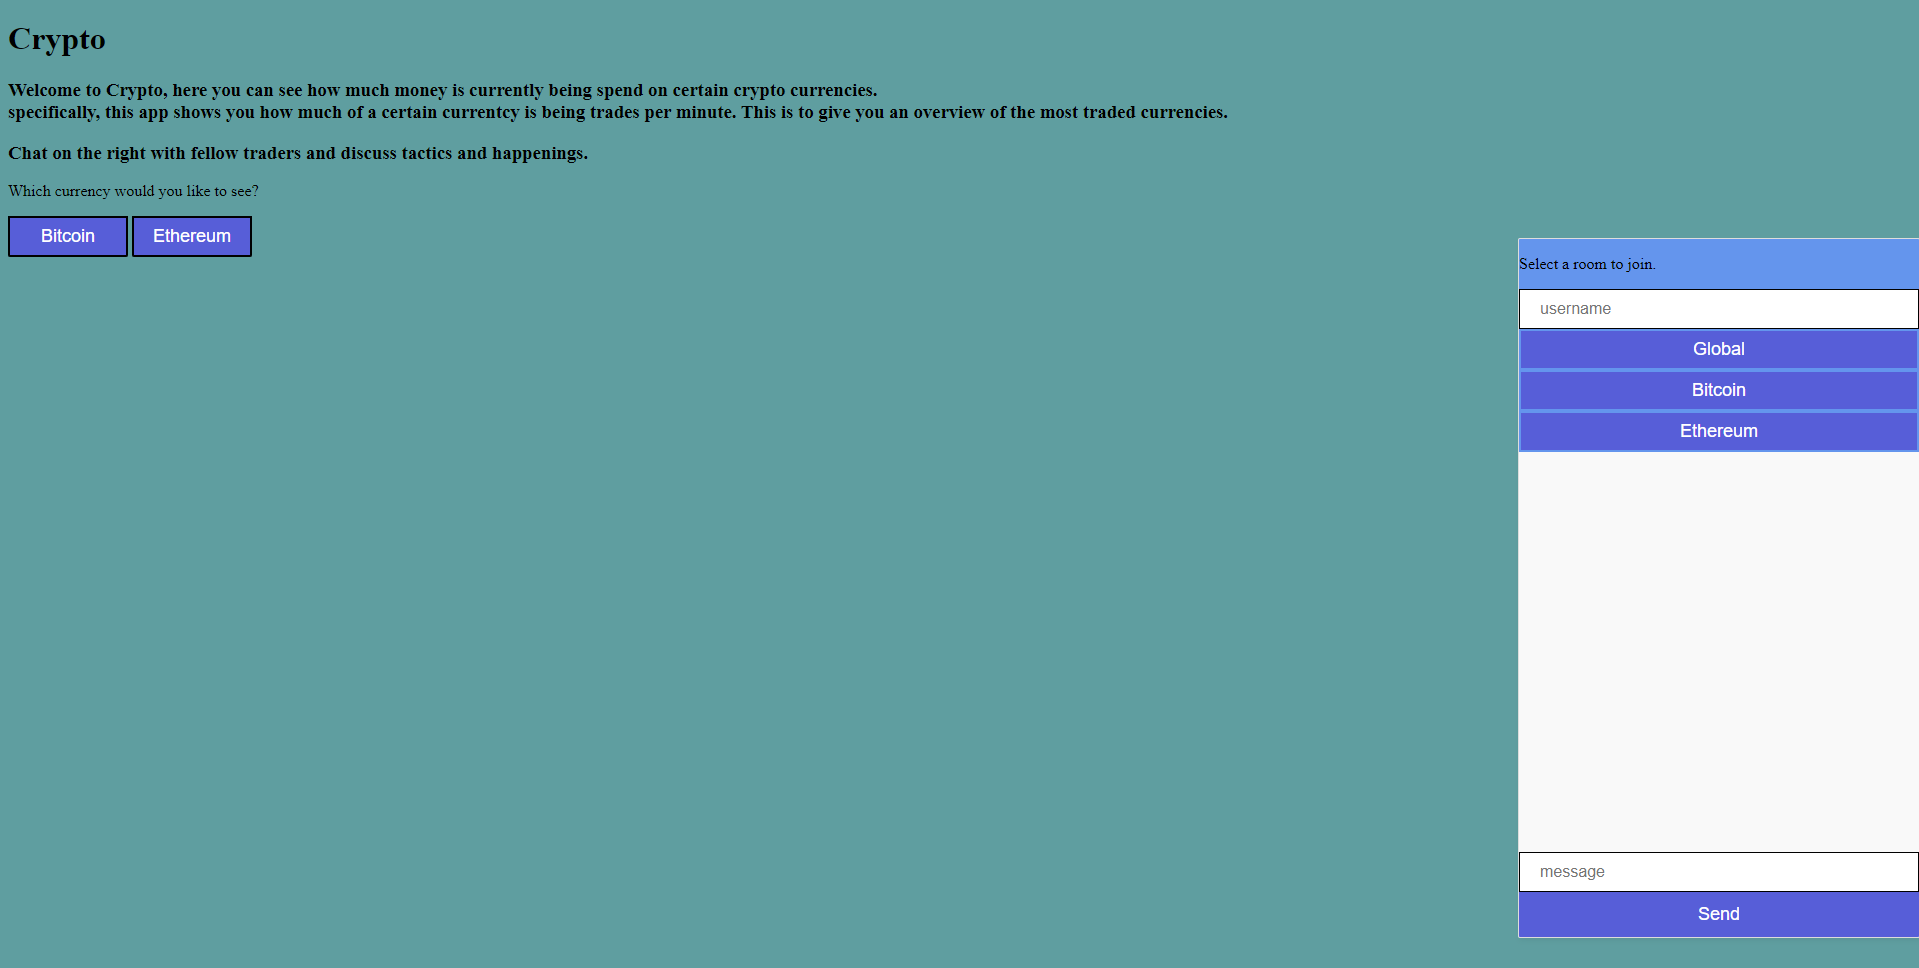 Crypto
Welcome to Crypto, here you can see how much money is currently being spend on certain crypto currencies.
specifically, this app shows you how much of a certain currentcy is being trades per minute. This is to give you an overview of the most traded currencies.
Chat on the right with fellow traders and discuss tactics and happenings.
Which currency would you like to see?
Bitcoin Ethereum
Select a room to join.
username
Global
Bitcoin
Ethereum
message
Send